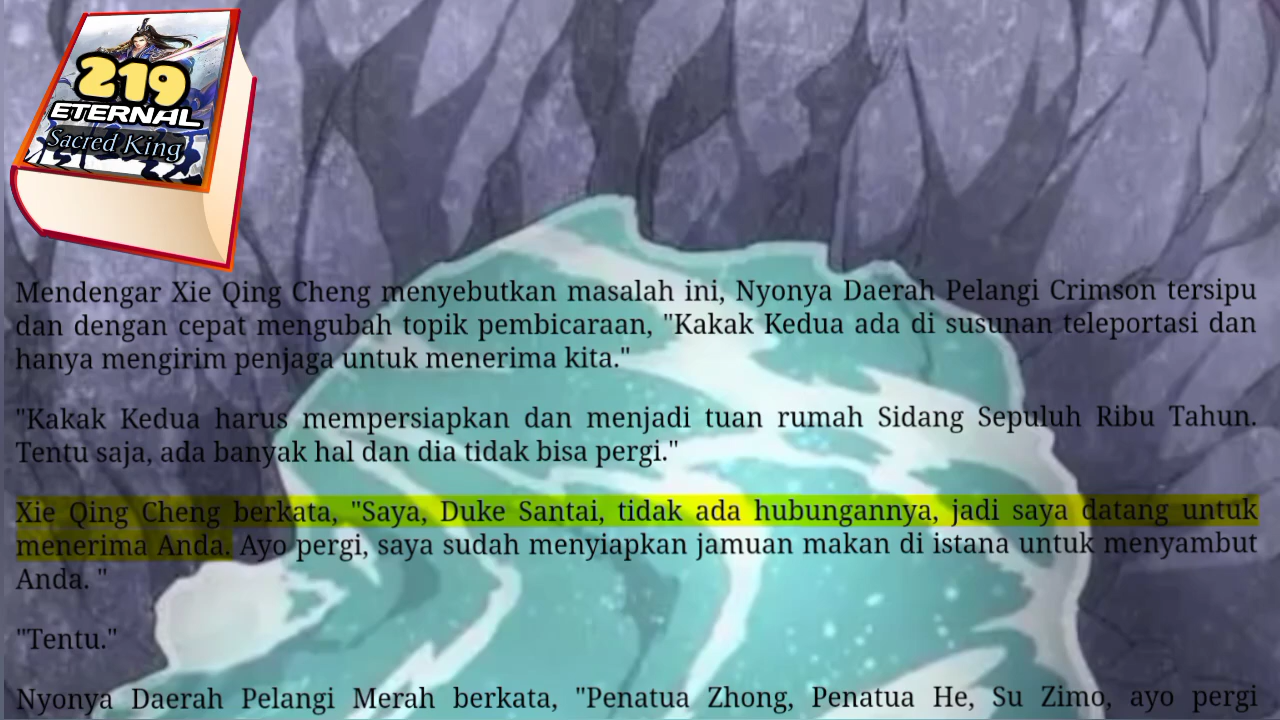 219
ETERNAL
Sacred King
Mendengar Xie Qing Cheng menyebutkan masalah ini, Nyonya Daerah Pelangi Crimson tersipu
dan dengan cepat mengubah topik pembicaraan, "Kakak Kedua ada di susunan teleportasi dan
hanya mengirim penjaga untuk menerima kita."
"Kakak Kedua harus mempersiapkan dan menjadi tuan rumah Sidang Sepuluh Ribu Tahun.
Tentu saja, ada banyak hal dan dia tidak bisa pergi."
Xie Qing Cheng berkata, "Saya, Duke Santai, tidak ada hubungannya, jadi saya datang untuk
menerima Anda. Ayo pergi, saya sudah menyiapkan jamuan makan di istana untuk menyambut
Anda. "
"Tentu."
Nyonya Daerah Pelangi Merah berkata, "Penatua Zhong, Penatua He, Su Zimo, ayo pergi